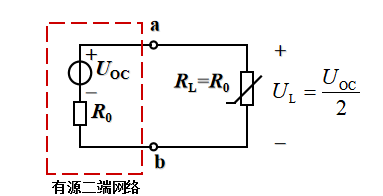 a
+
U_OC
−
R_0
R_L=R_0
+
U_L = U_OC / 2
−
b
有源二端网络